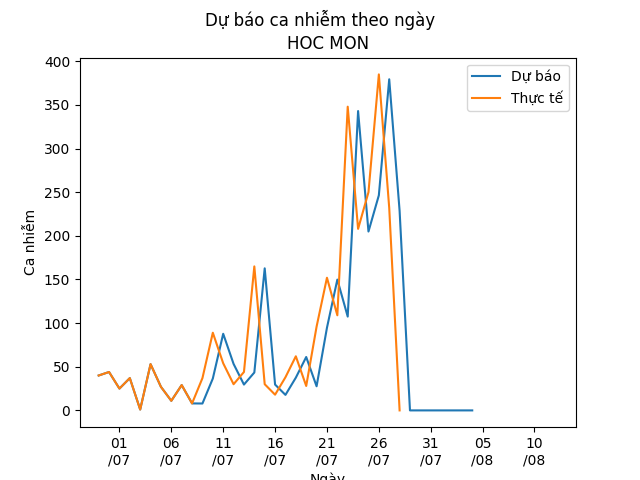 Dự báo ca nhiễm theo ngày
HOC MON
Dự báo
Thực tế
Ca nhiễm
400
350
300
250
200
150
100
50
0
01 06 11 16 21 26 31 05 10
/07 /07 /07 /07 /07 /07 /07 /08 /08
Ngày